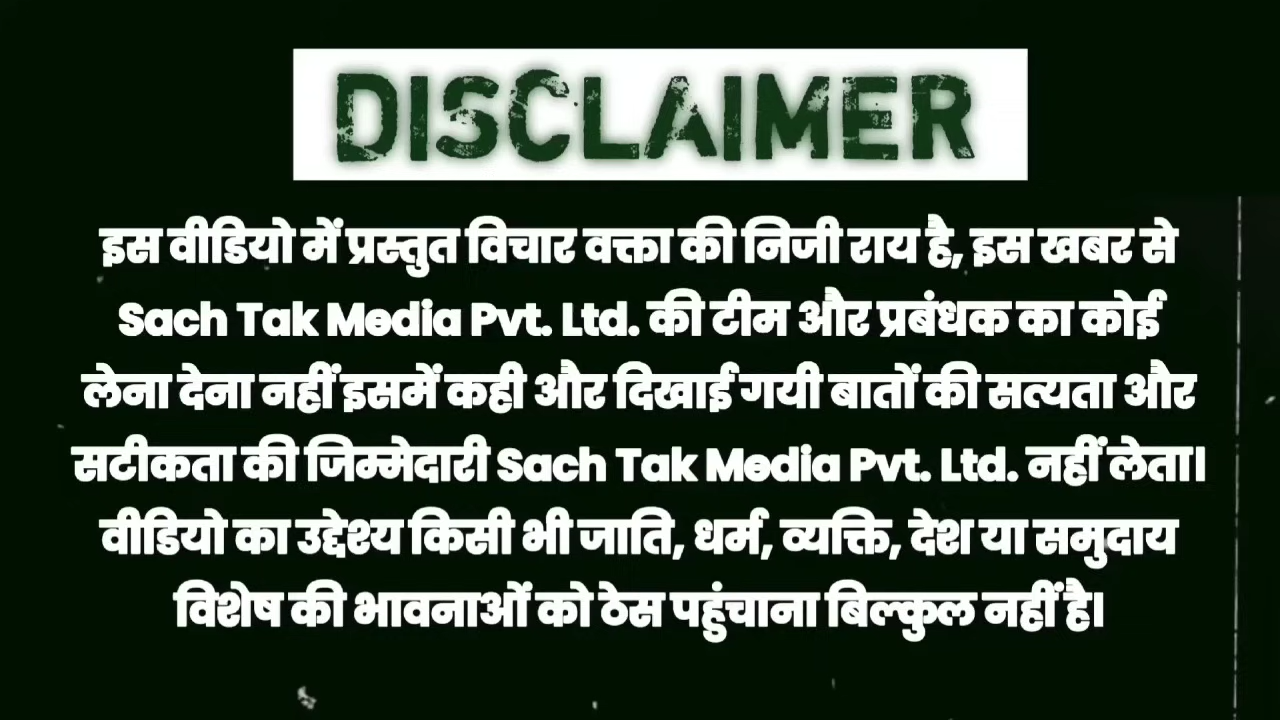 DISCLAIMER
इस वीडियो में प्रस्तुत विचार वक्ता की निजी राय है, इस खबर से
Sach Tak Media Pvt. Ltd. की टीम और प्रबंधक का कोई
लेना देना नहीं इसमें कही और दिखाई गयी बातों की सत्यता और
सटीकता की जिम्मेदारी Sach Tak Media Pvt. Ltd. नहीं लेता।
वीडियो का उद्देश्य किसी भी जाति, धर्म, व्यक्ति, देश या समुदाय
विशेष की भावनाओं को ठेस पहुंचाना बिल्कुल नहीं है।